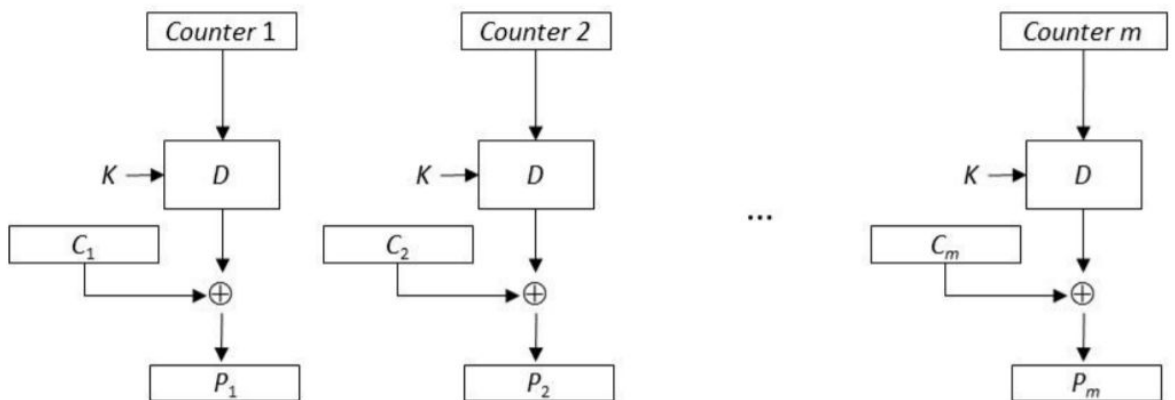 Counter 1 Counter 2 Counter m
K D K D K D
...
C1 C2 Cm
P1 P2 Pm